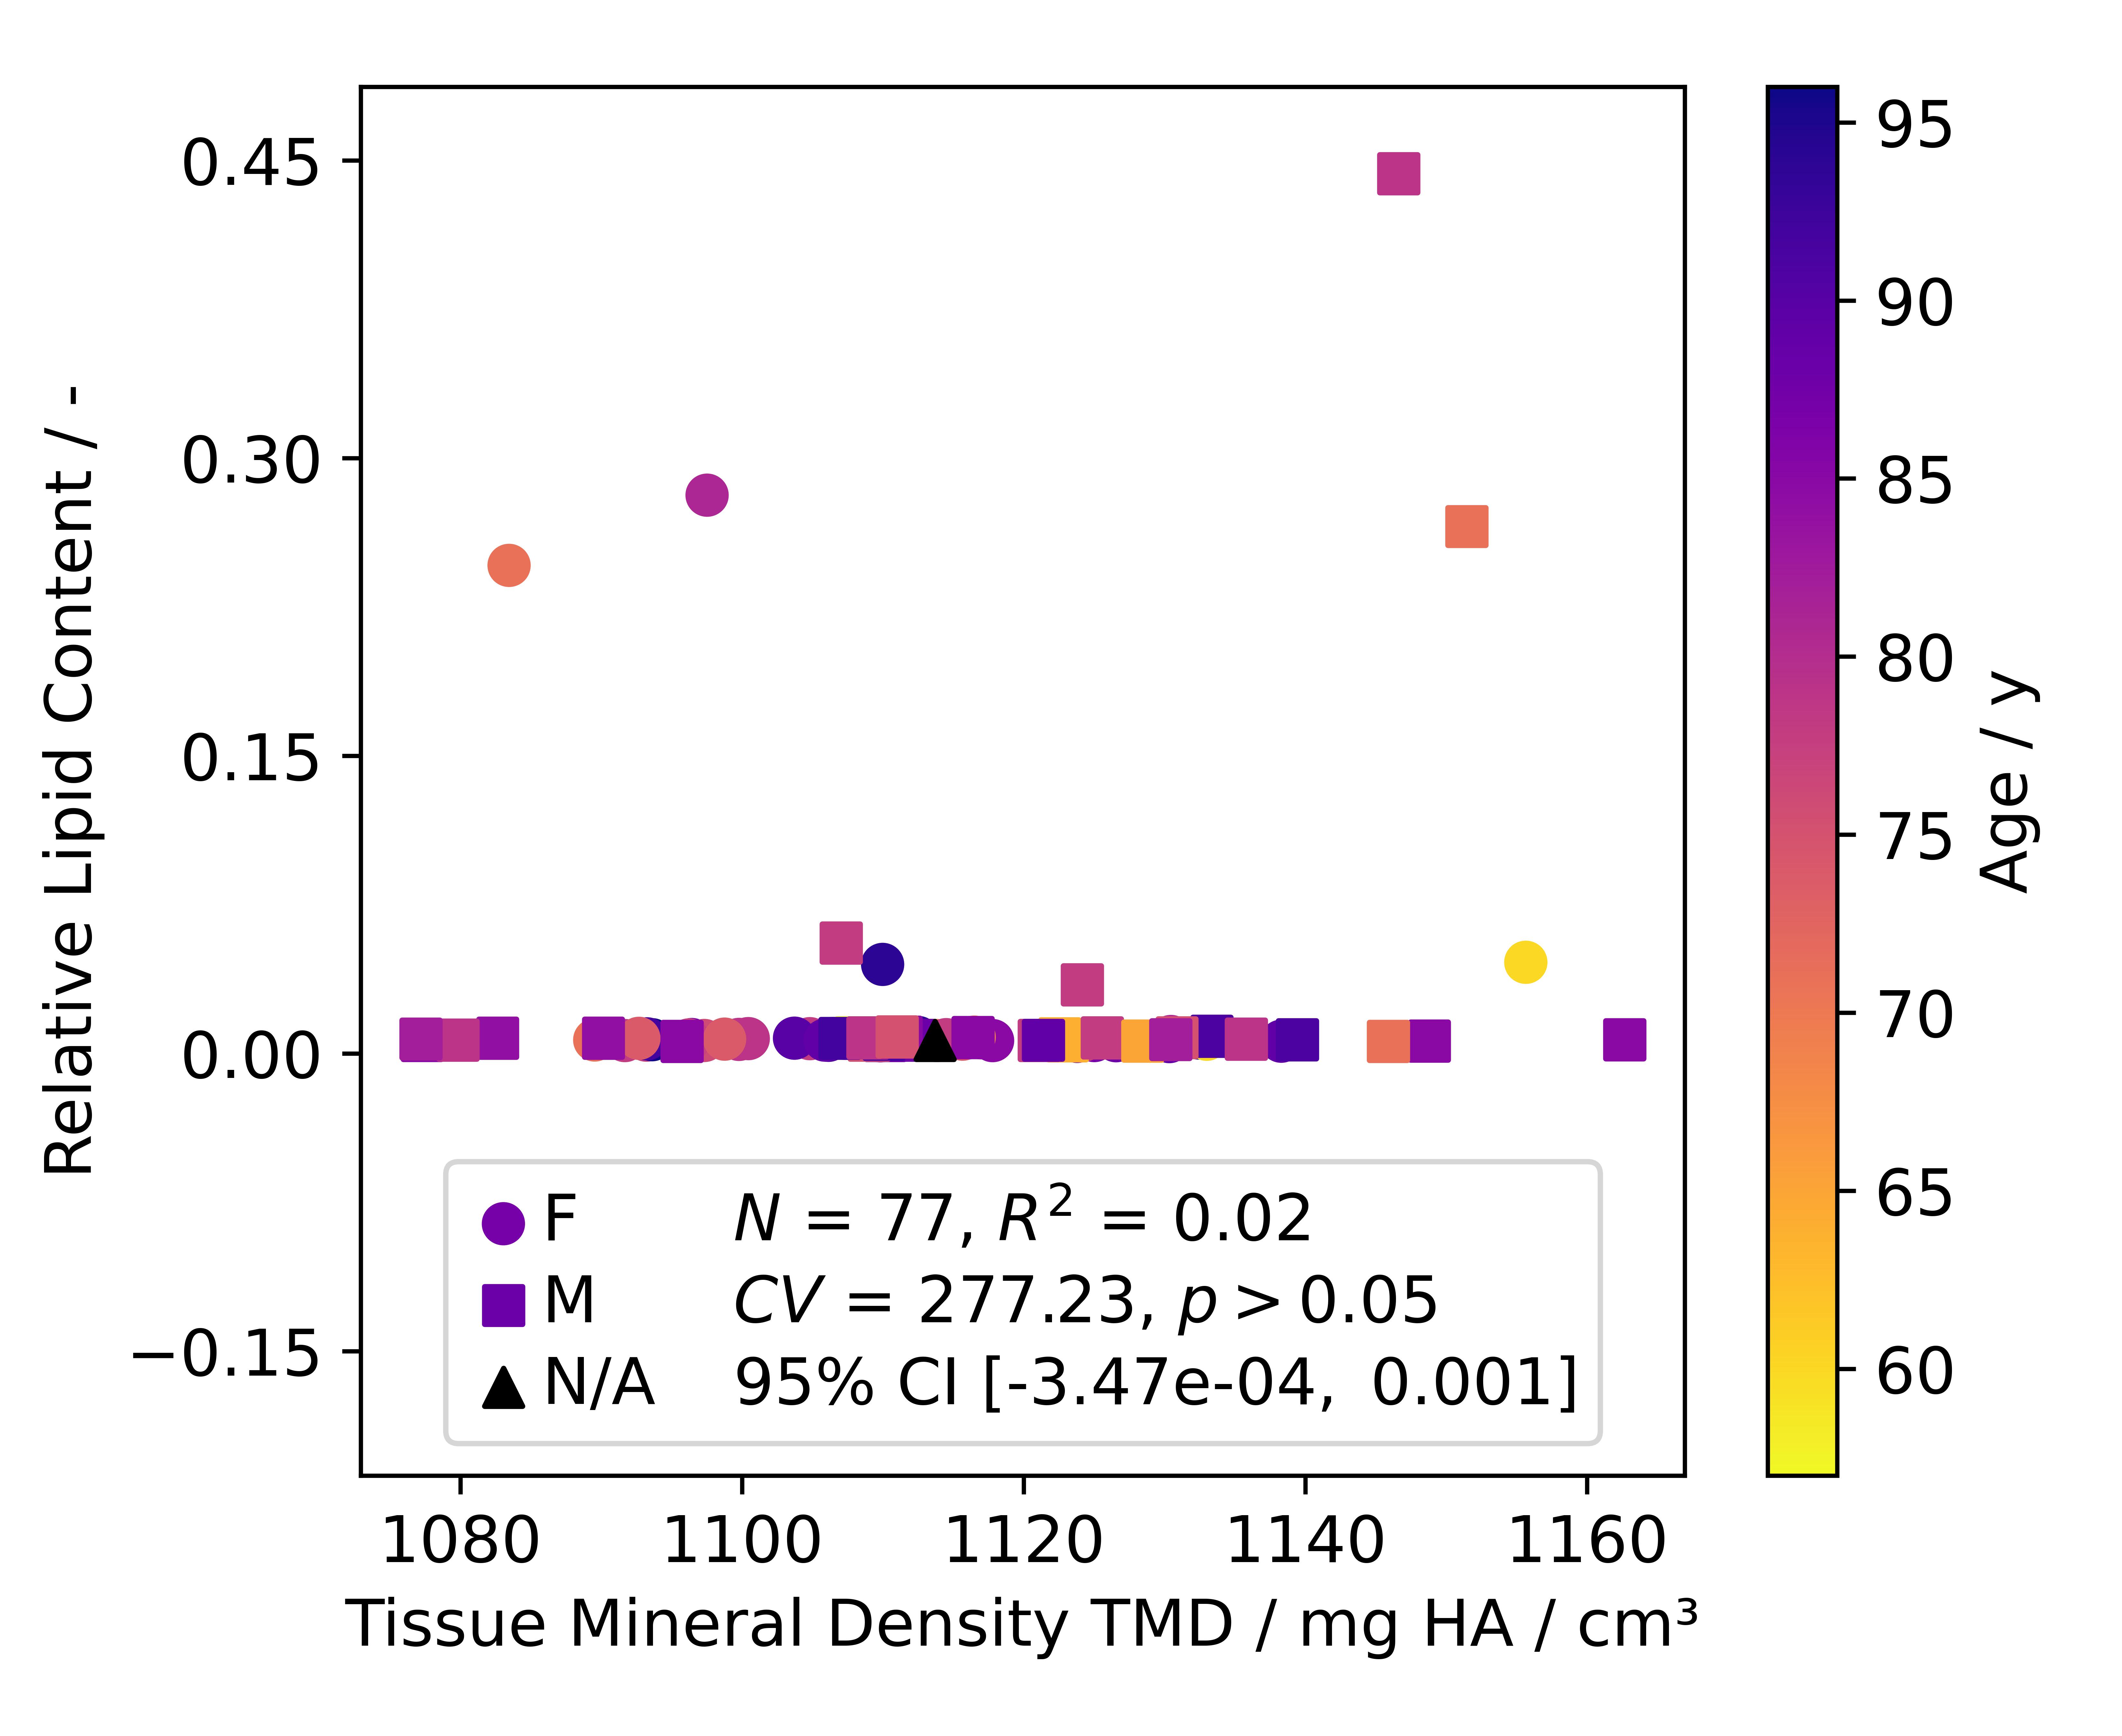 0.45
0.30
0.15
0.00
−0.15
Relative Lipid Content / -
F
M
N/A
N = 77, R² = 0.02
CV = 277.23, p > 0.05
95% CI [-3.47e-04, 0.001]
1080 1100 1120 1140 1160
Tissue Mineral Density TMD / mg HA / cm³
95
90
85
80
75
70
65
60
Age / y